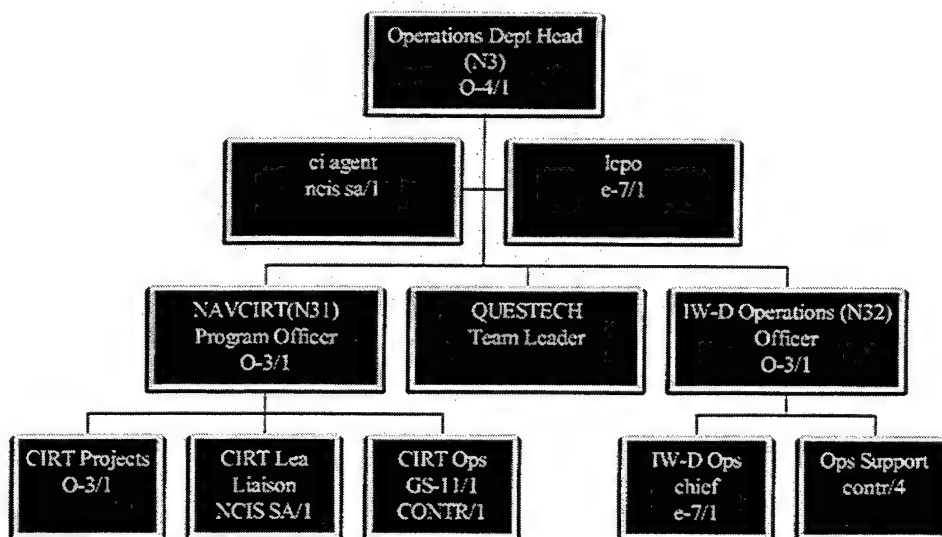 Operations Dept Head
(N3)
O-4/1
ci agent
ncis sa/1
lcpo
e-7/1
NAVCIRT(N31)
Program Officer
O-3/1
QUESTECH
Team Leader
IW-D Operations (N32)
Officer
O-3/1
CIRT Projects
O-3/1
CIRT Lea
Liaison
NCIS SA/1
CIRT Ops
GS-11/1
CONTR/1
IW-D Ops
chief
e-7/1
Ops Support
contr/4